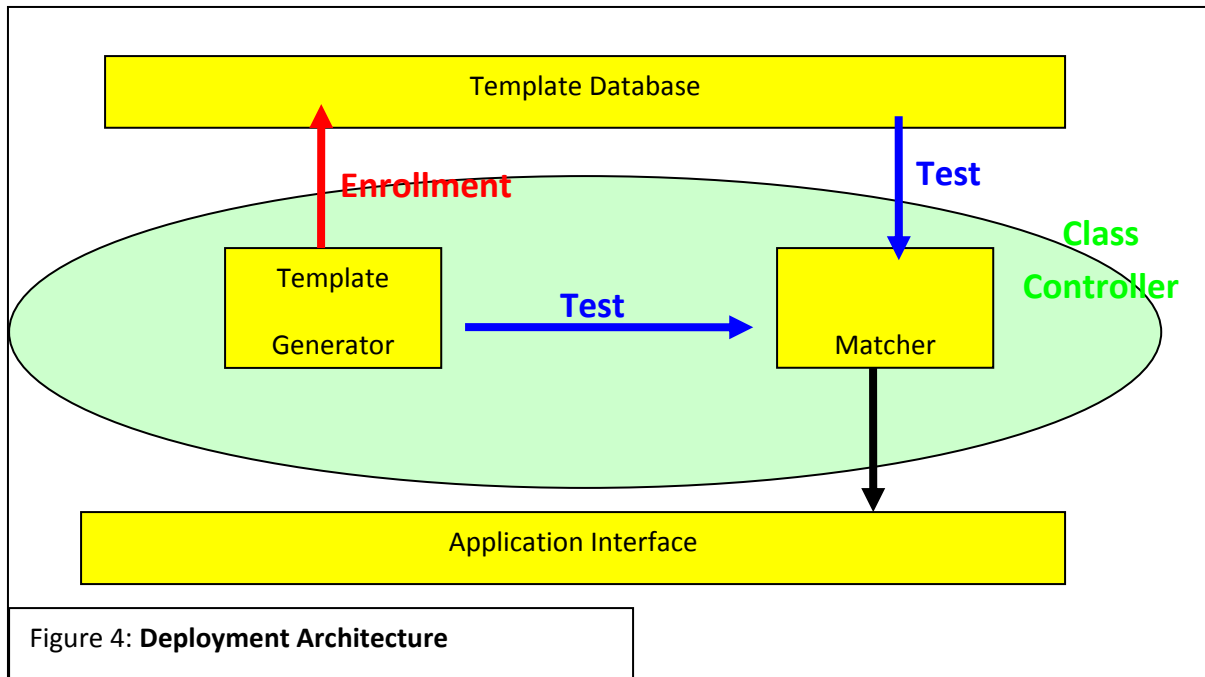 Template Database
Enrollment
Test
Class
Controller
Template
Generator
Test
Matcher
Application Interface
Figure 4: Deployment Architecture